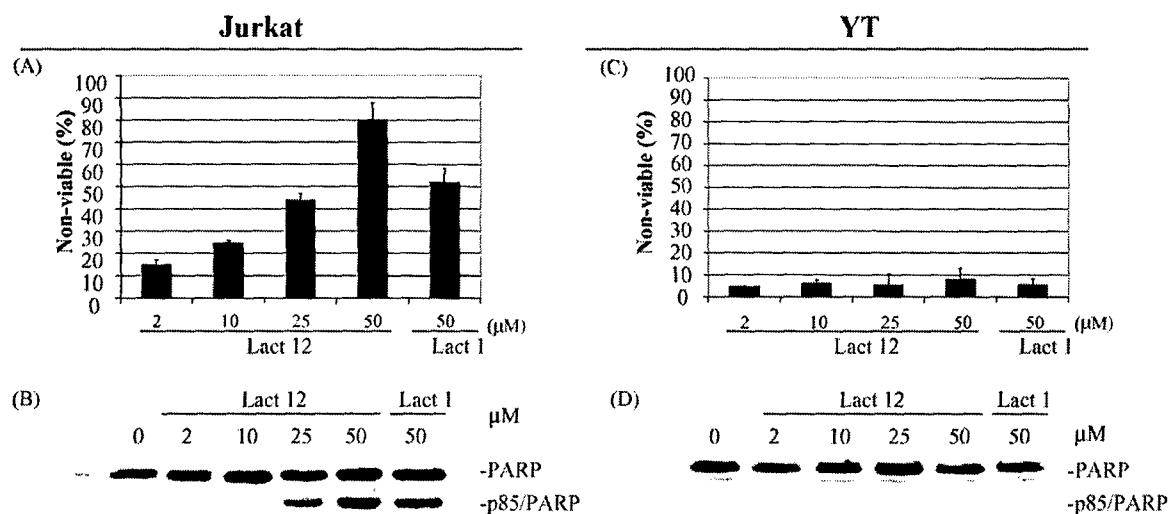 Jurkat
YT
(A)
Non-viable (%)
100
90
80
70
60
50
40
30
20
10
0
2 10 25 50 50 (µM)
Lact 12 Lact 1
(C)
Non-viable (%)
100
90
80
70
60
50
40
30
20
10
0
2 10 25 50 50 (µM)
Lact 12 Lact 1
(B)
Lact 12 Lact 1
µM
0 2 10 25 50 50
-PARP
-p85/PARP
(D)
Lact 12 Lact 1
0 2 10 25 50 50 µM
-PARP
-p85/PARP